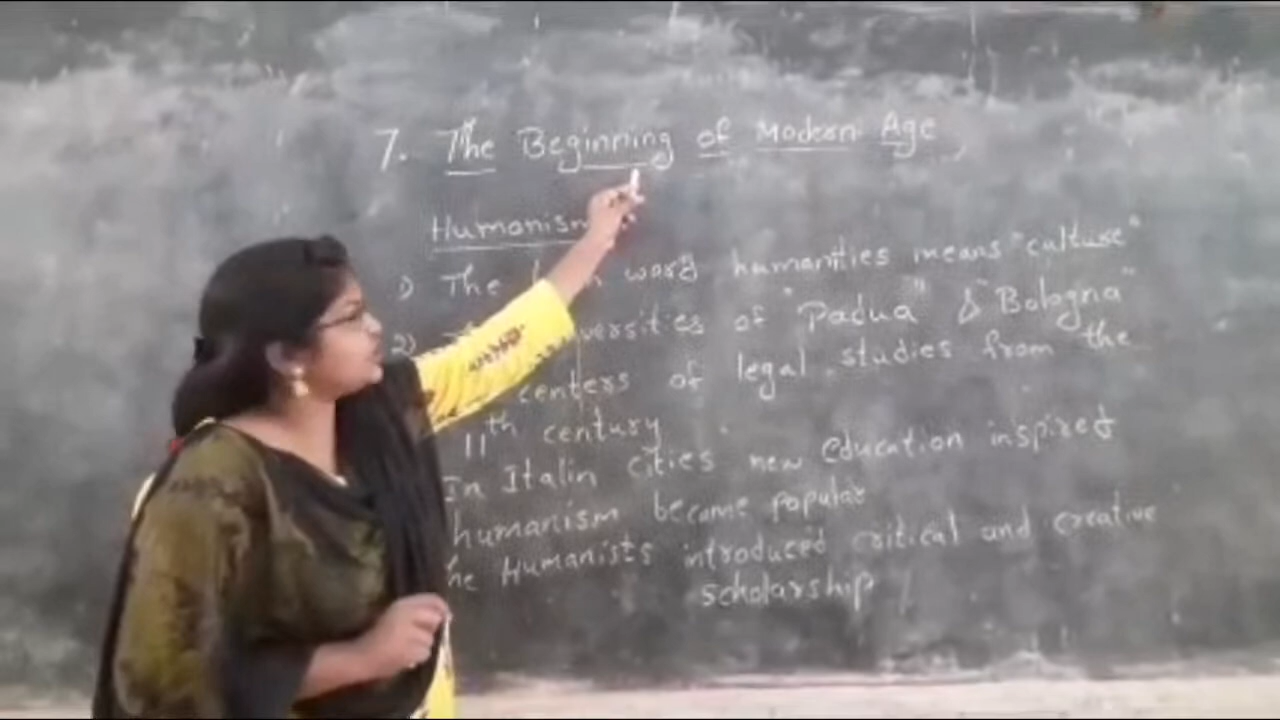 7. The Beginning of Modern Age
Humanism
1) The word humanities means "culture"
2) of "Padua" & "Bologna"
centers of legal studies from the
11th century
In Italin cities new education inspired
humanism became popular
Humanists introduced critical and creative
scholarship